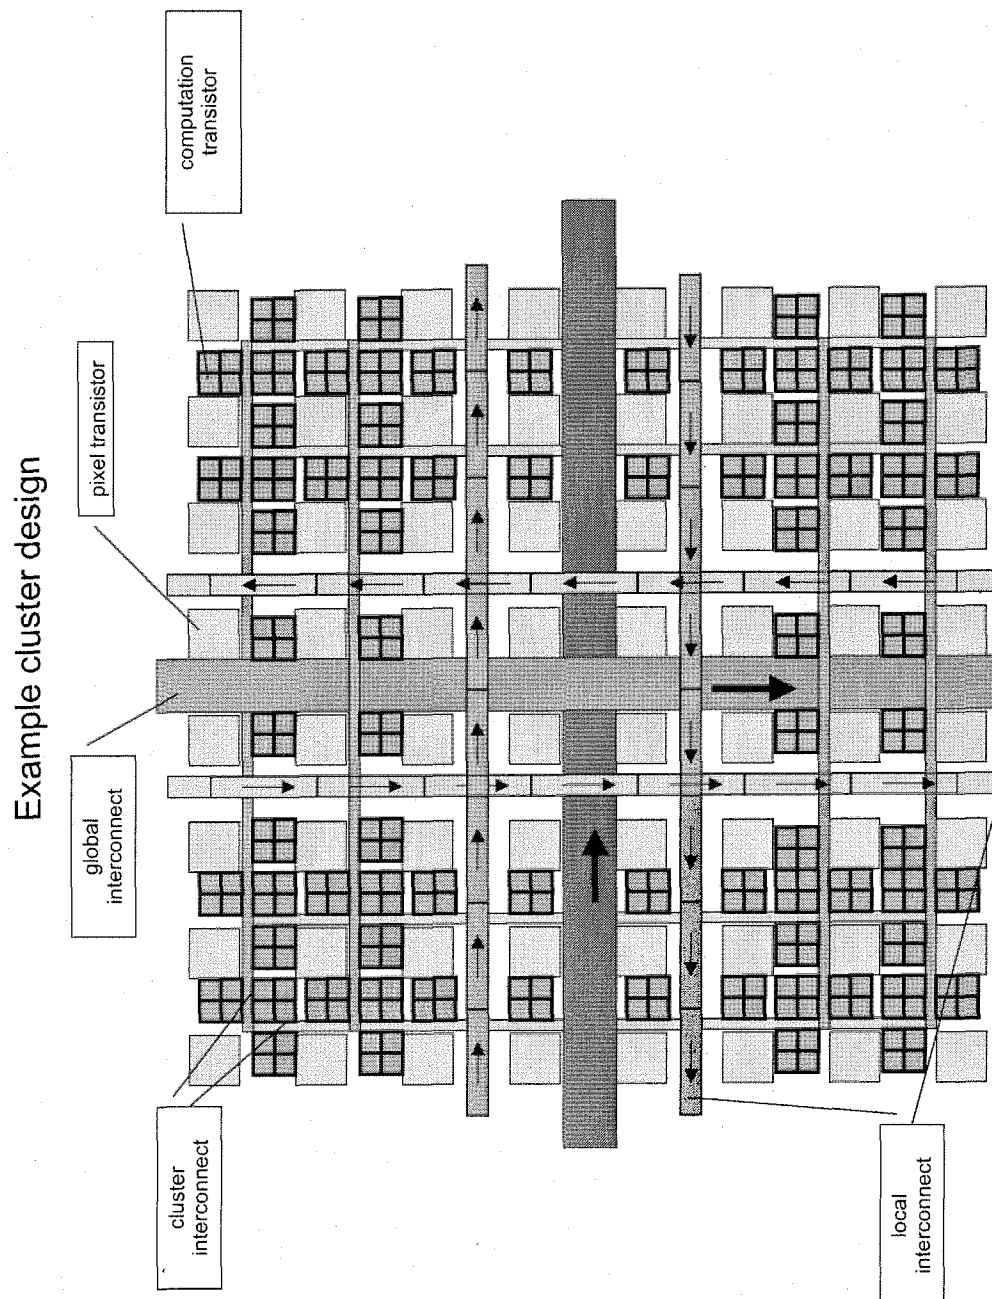 Example cluster design
computation
transistor
pixel transistor
global
interconnect
cluster
interconnect
local
interconnect